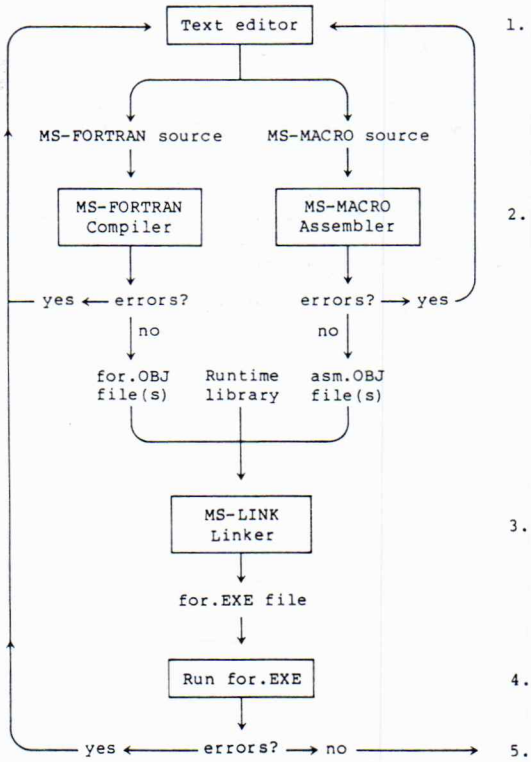 Text editor 1.
MS-FORTRAN source MS-MACRO source
MS-FORTRAN MS-MACRO 2.
Compiler Assembler
yes errors? errors? yes
no no
for.OBJ Runtime asm.OBJ
file(s) library file(s)
MS-LINK 3.
Linker
for.EXE file
Run for.EXE 4.
yes errors? no 5.